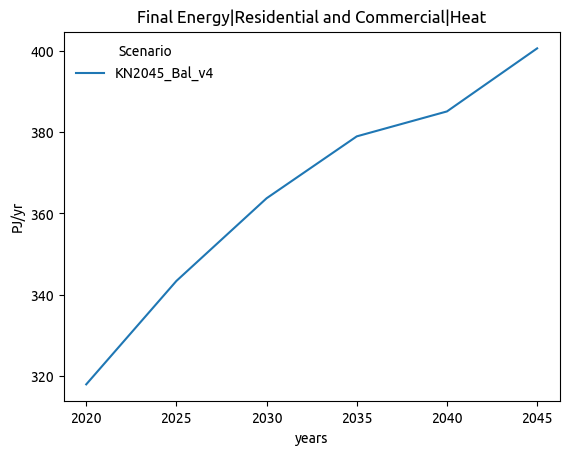 Final Energy|Residential and Commercial|Heat
Scenario
KN2045_Bal_v4
PJ/yr
400
380
360
340
320
2020 2025 2030 2035 2040 2045
years